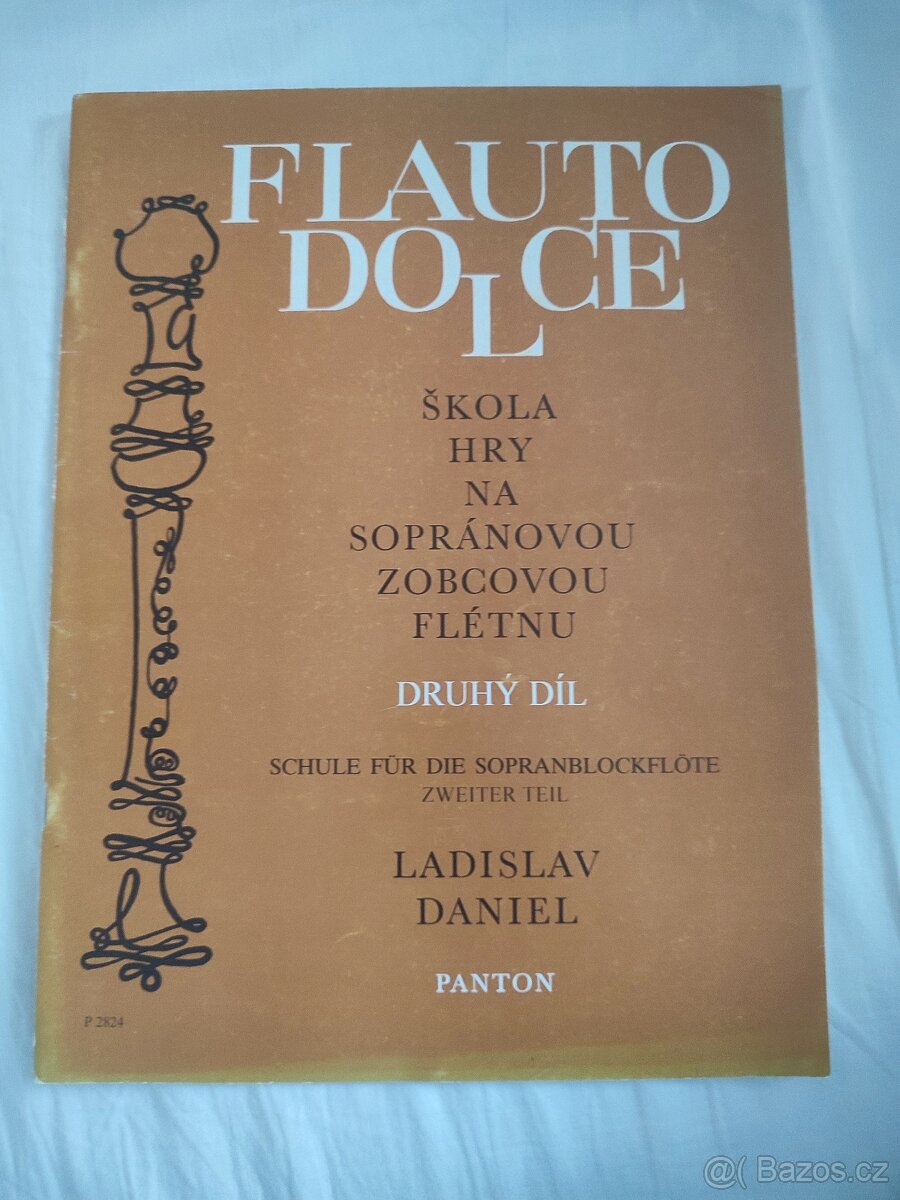 FLAUTO
DOLCE
ŠKOLA
HRY
NA
SOPRÁNOVOU
ZOBCOVOU
FLÉTNU
DRUHÝ DÍL
SCHULE FÜR DIE SOPRANBLOCKFLÖTE
ZWEITER TEIL
LADISLAV
DANIEL
PANTON
P 2824
@( Bazos.cz